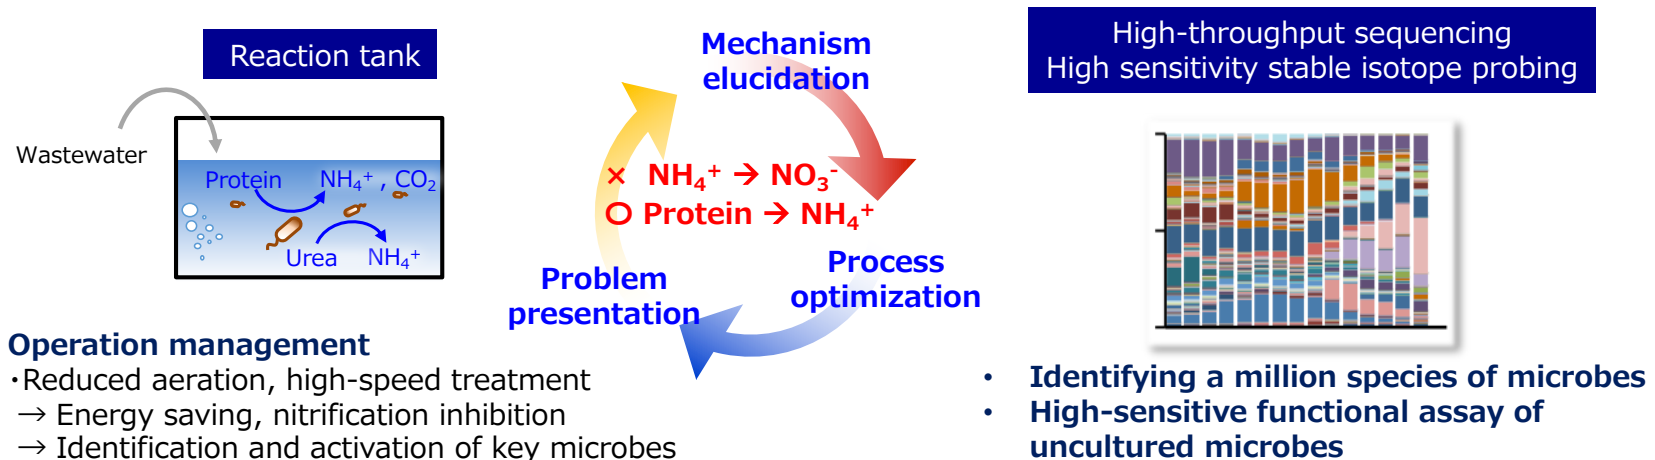 Reaction tank
Wastewater
Protein
NH₄⁺ , CO₂
Urea
NH₄⁺
Operation management
・Reduced aeration, high-speed treatment
→ Energy saving, nitrification inhibition
→ Identification and activation of key microbes
Mechanism
elucidation
× NH₄⁺ → NO₃⁻
○ Protein → NH₄⁺
Process
optimization
Problem
presentation
High-throughput sequencing
High sensitivity stable isotope probing
• Identifying a million species of microbes
• High-sensitive functional assay of
uncultured microbes